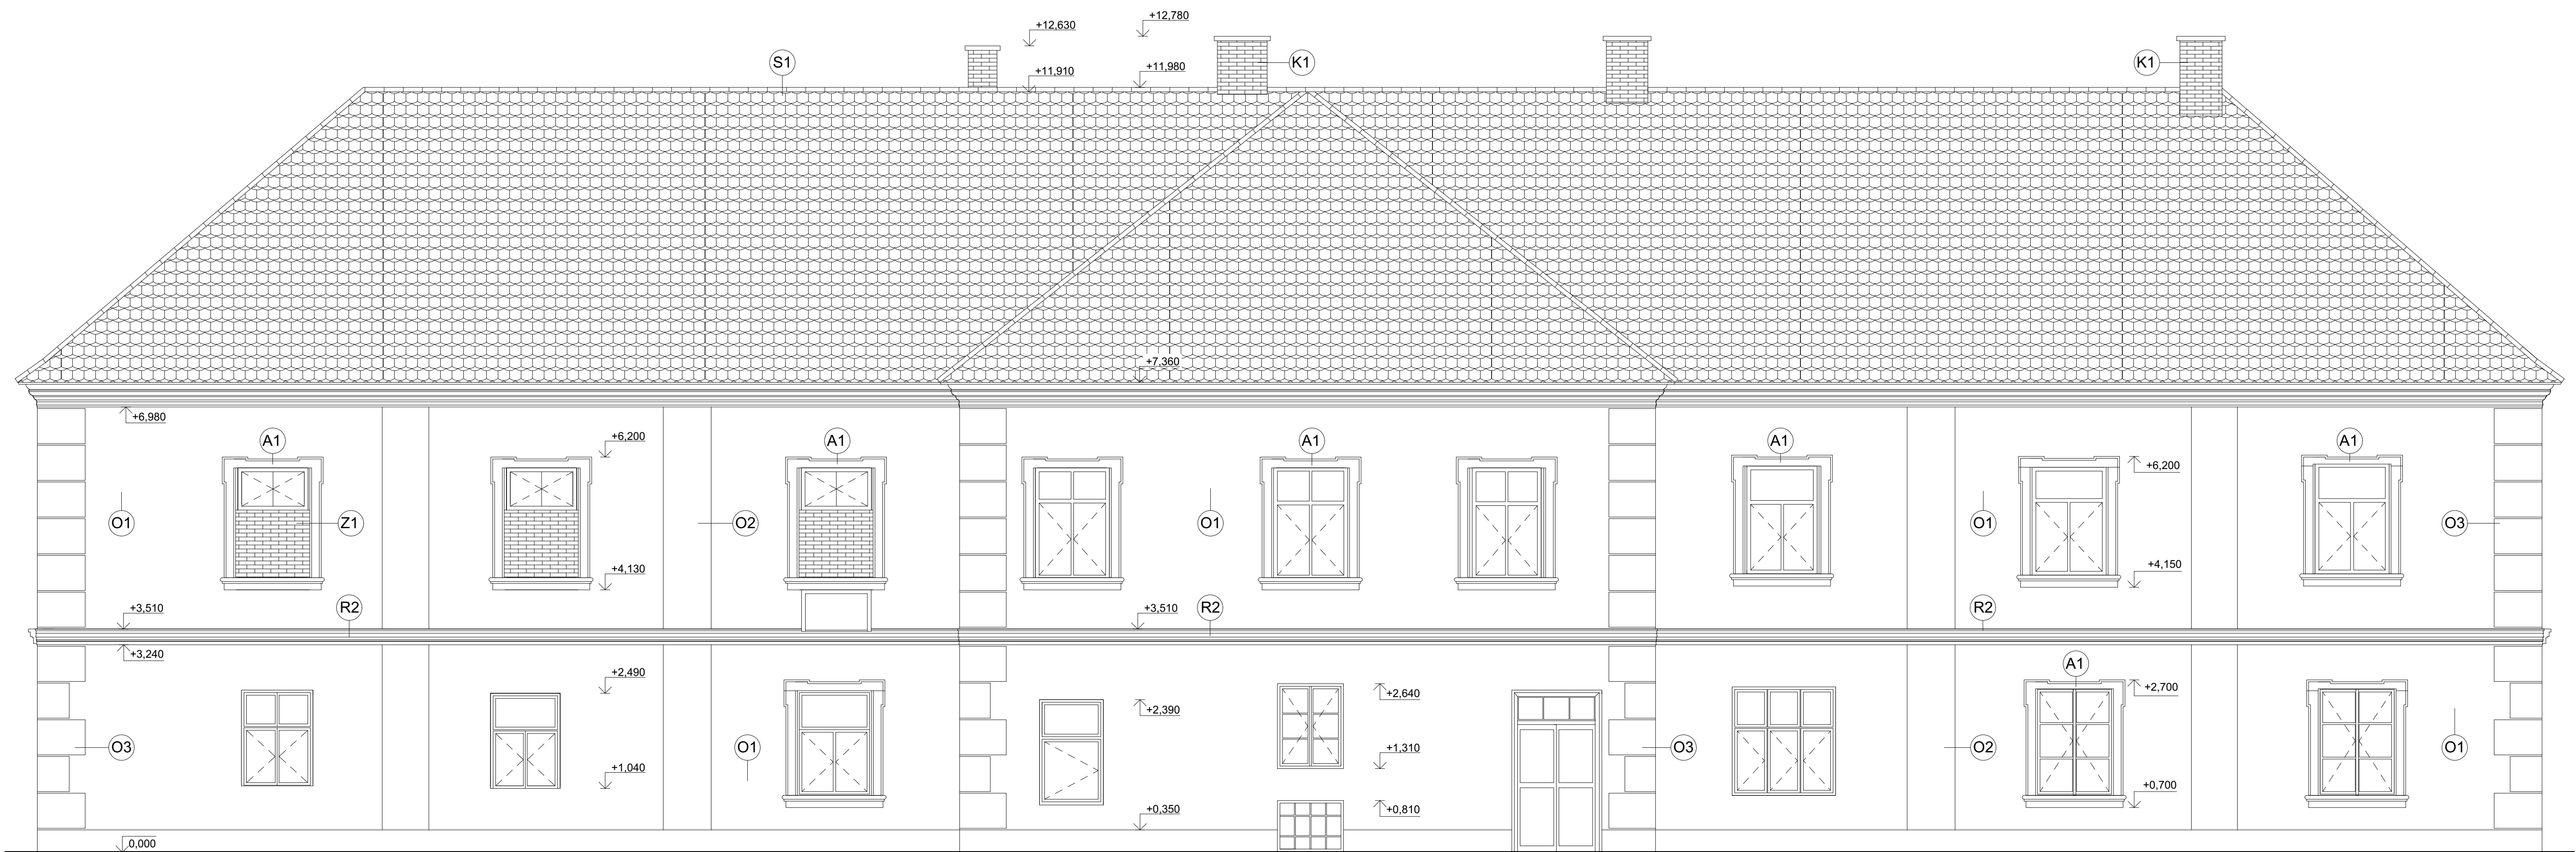 +12,780
+12,630
S1
K1
K1
+11,980
+11,910
+7,360
+6,980
A1
A1
A1
A1
A1
+6,200
+6,200
O1
Z1
O2
O1
O1
O3
+4,130
+4,150
R2
R2
R2
+3,510
+3,510
+3,240
A1
+2,490
+2,640
+2,700
+2,390
O3
O1
O3
O2
O1
+1,310
+1,040
+0,700
+0,350
+0,810
0,000